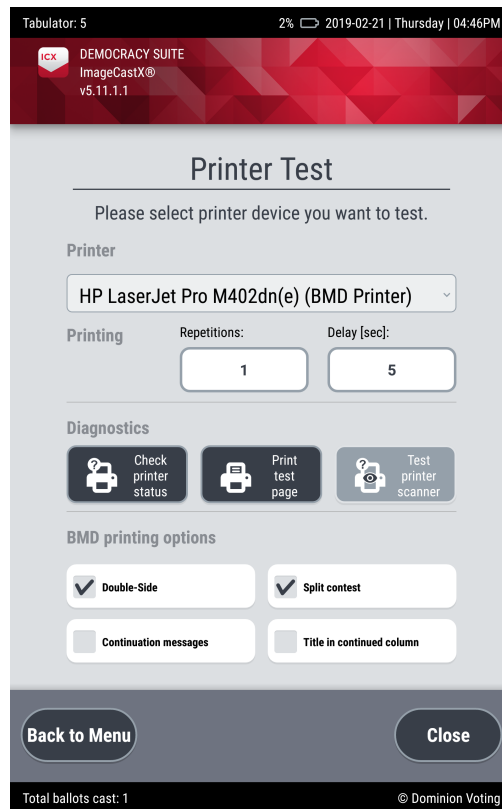 Tabulator: 5 2% 2019-02-21 | Thursday | 04:46PM
ICX
DEMOCRACY SUITE
ImageCastX®
v5.11.1.1
Printer Test
Please select printer device you want to test.
Printer
HP LaserJet Pro M402dn(e) (BMD Printer)
Printing Repetitions: Delay [sec]:
1 5
Diagnostics
Check
printer
status
Print
test
page
Test
printer
scanner
BMD printing options
Double-Side Split contest
Continuation messages Title in continued column
Back to Menu Close
Total ballots cast: 1 © Dominion Voting